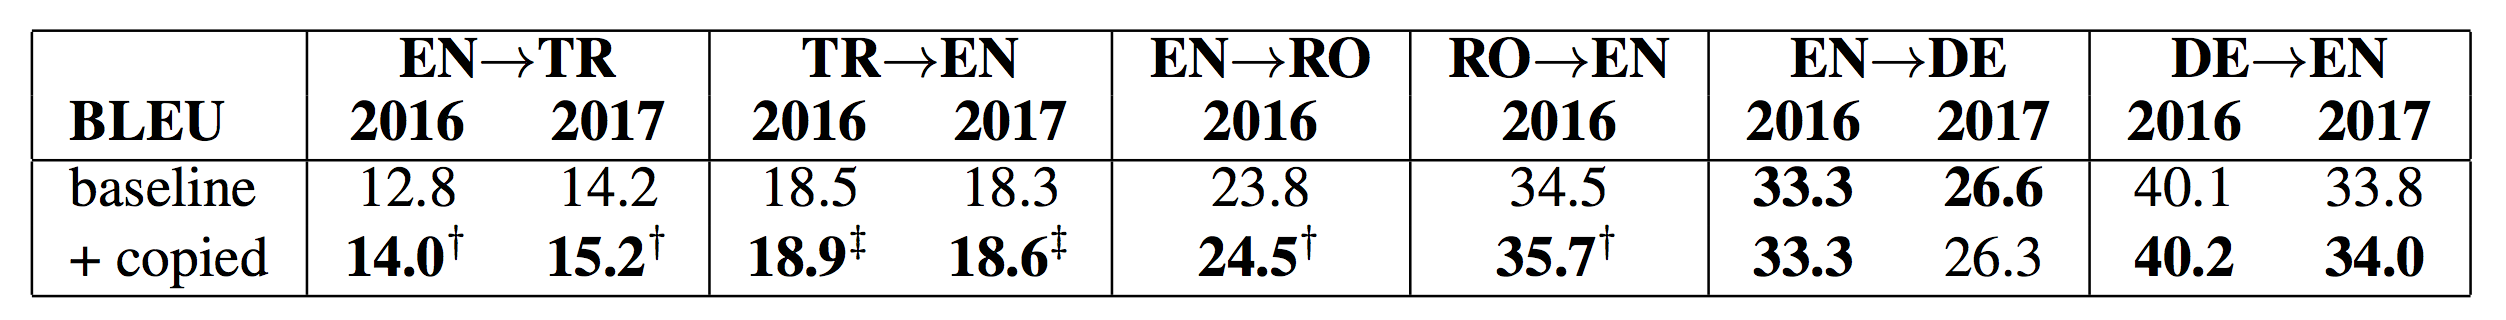 EN→TR TR→EN EN→RO RO→EN EN→DE DE→EN
BLEU 2016 2017 2016 2017 2016 2016 2016 2017 2016 2017
baseline 12.8 14.2 18.5 18.3 23.8 34.5 33.3 26.6 40.1 33.8
+ copied 14.0† 15.2† 18.9‡ 18.6‡ 24.5† 35.7† 33.3 26.3 40.2 34.0